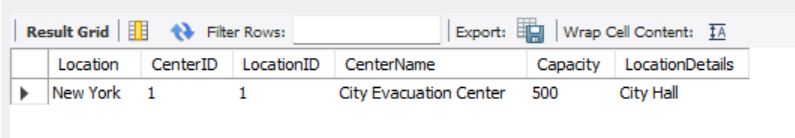 Result Grid Filter Rows: Export: Wrap Cell Content: IA
Location CenterID LocationID CenterName Capacity LocationDetails
New York 1 1 City Evacuation Center 500 City Hall